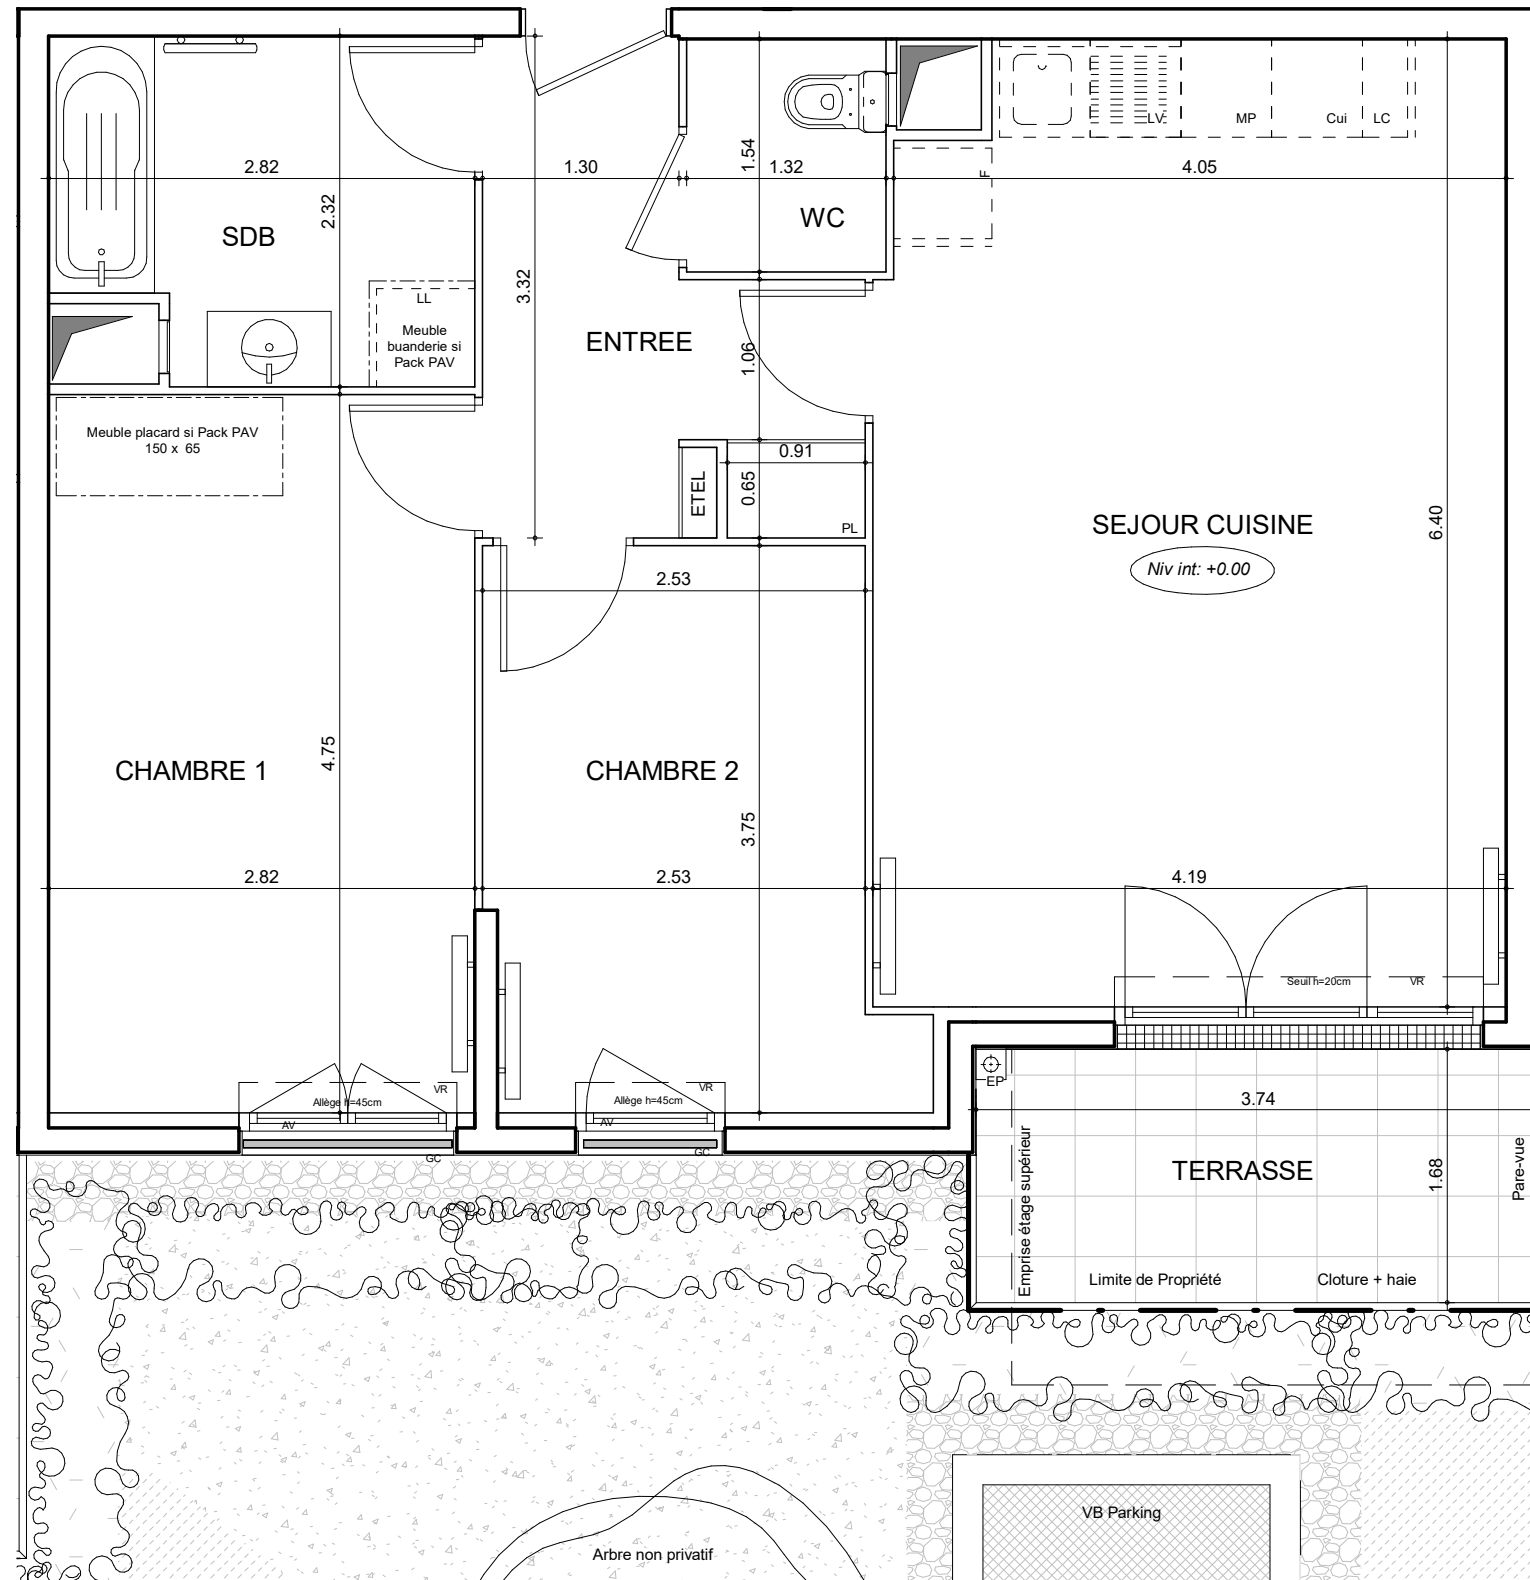 LV
MP
Cui
LC
2.82
1.30
1.54
1.32
F
4.05
2.32
SDB
WC
3.32
LL
Meuble
buanderie si
Pack PAV
ENTREE
1.06
Meuble placard si Pack PAV
150 x 65
0.91
ETEL
0.65
PL
SEJOUR CUISINE
6.40
Niv int: +0.00
2.53
CHAMBRE 1
4.75
CHAMBRE 2
3.75
2.82
2.53
4.19
Seuil h=20cm
VR
VR
Allège h=45cm
AV
GC
VR
Allège h=45cm
AV
GC
EP
3.74
Emprise étage supérieur
TERRASSE
1.68
Pare-vue
Limite de Propriété
Cloture + haie
VB Parking
Arbre non privatif